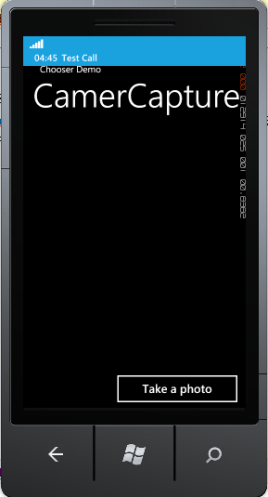 04:45 Test Call
Chooser Demo
CamerCapture
Take a photo